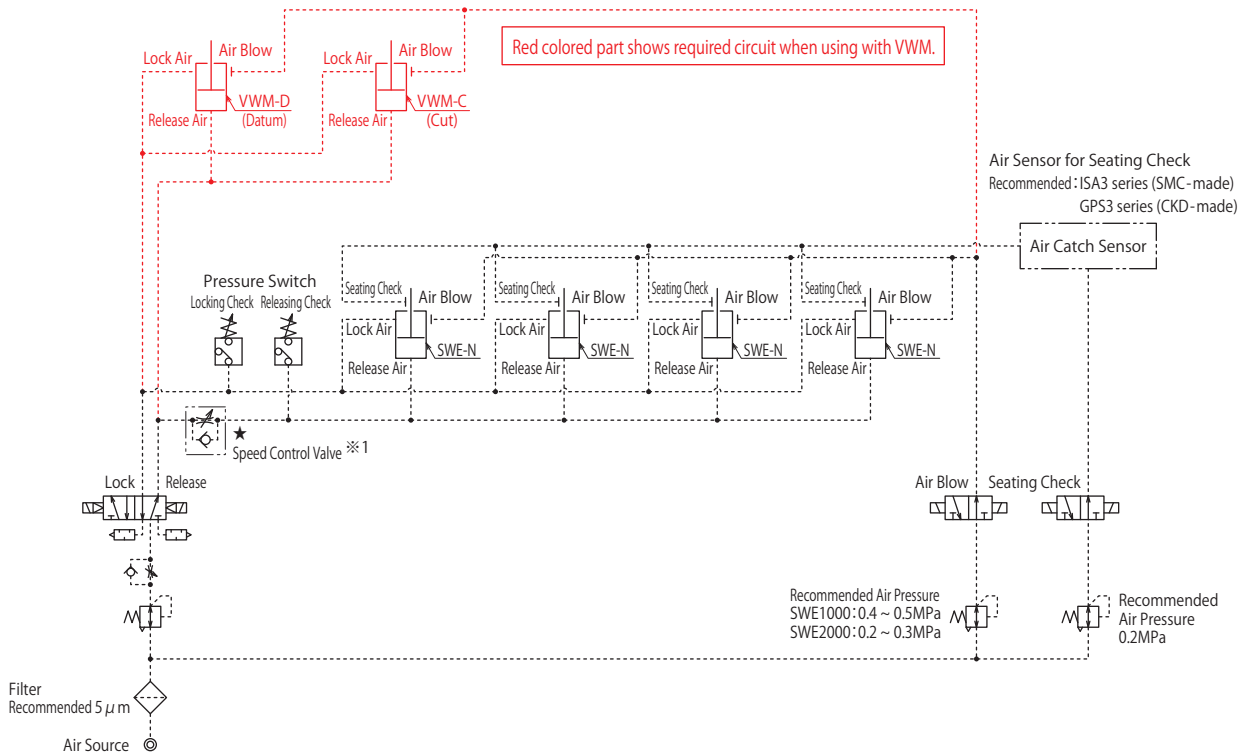 Red colored part shows required circuit when using with VWM.
Lock Air
Air Blow
VWM-D
(Datum)
Release Air
Lock Air
Air Blow
VWM-C
(Cut)
Release Air
Air Sensor for Seating Check
Recommended:ISA3 series (SMC-made)
GPS3 series (CKD-made)
Air Catch Sensor
Pressure Switch
Locking Check
Releasing Check
Seating Check
Air Blow
Lock Air
SWE-N
Release Air
Seating Check
Air Blow
Lock Air
SWE-N
Release Air
Seating Check
Air Blow
Lock Air
SWE-N
Release Air
Seating Check
Air Blow
Lock Air
SWE-N
Release Air
★
Speed Control Valve ※1
Lock
Release
Air Blow
Seating Check
Recommended Air Pressure
SWE1000:0.4 ~ 0.5MPa
SWE2000:0.2 ~ 0.3MPa
Recommended
Air Pressure
0.2MPa
Filter
Recommended 5 μ m
Air Source